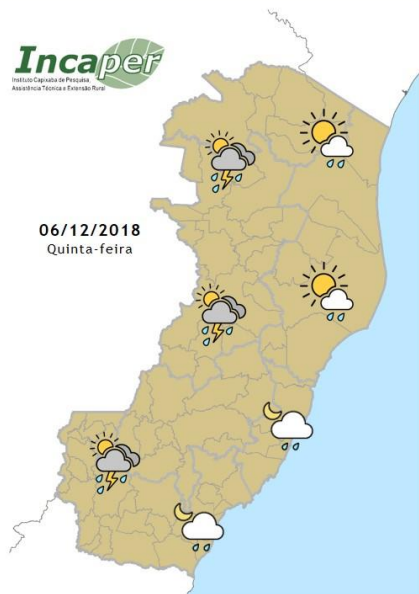 Incaper
Instituto Capixaba de Pesquisa,
Assistência Técnica e Extensão Rural
06/12/2018
Quinta-feira